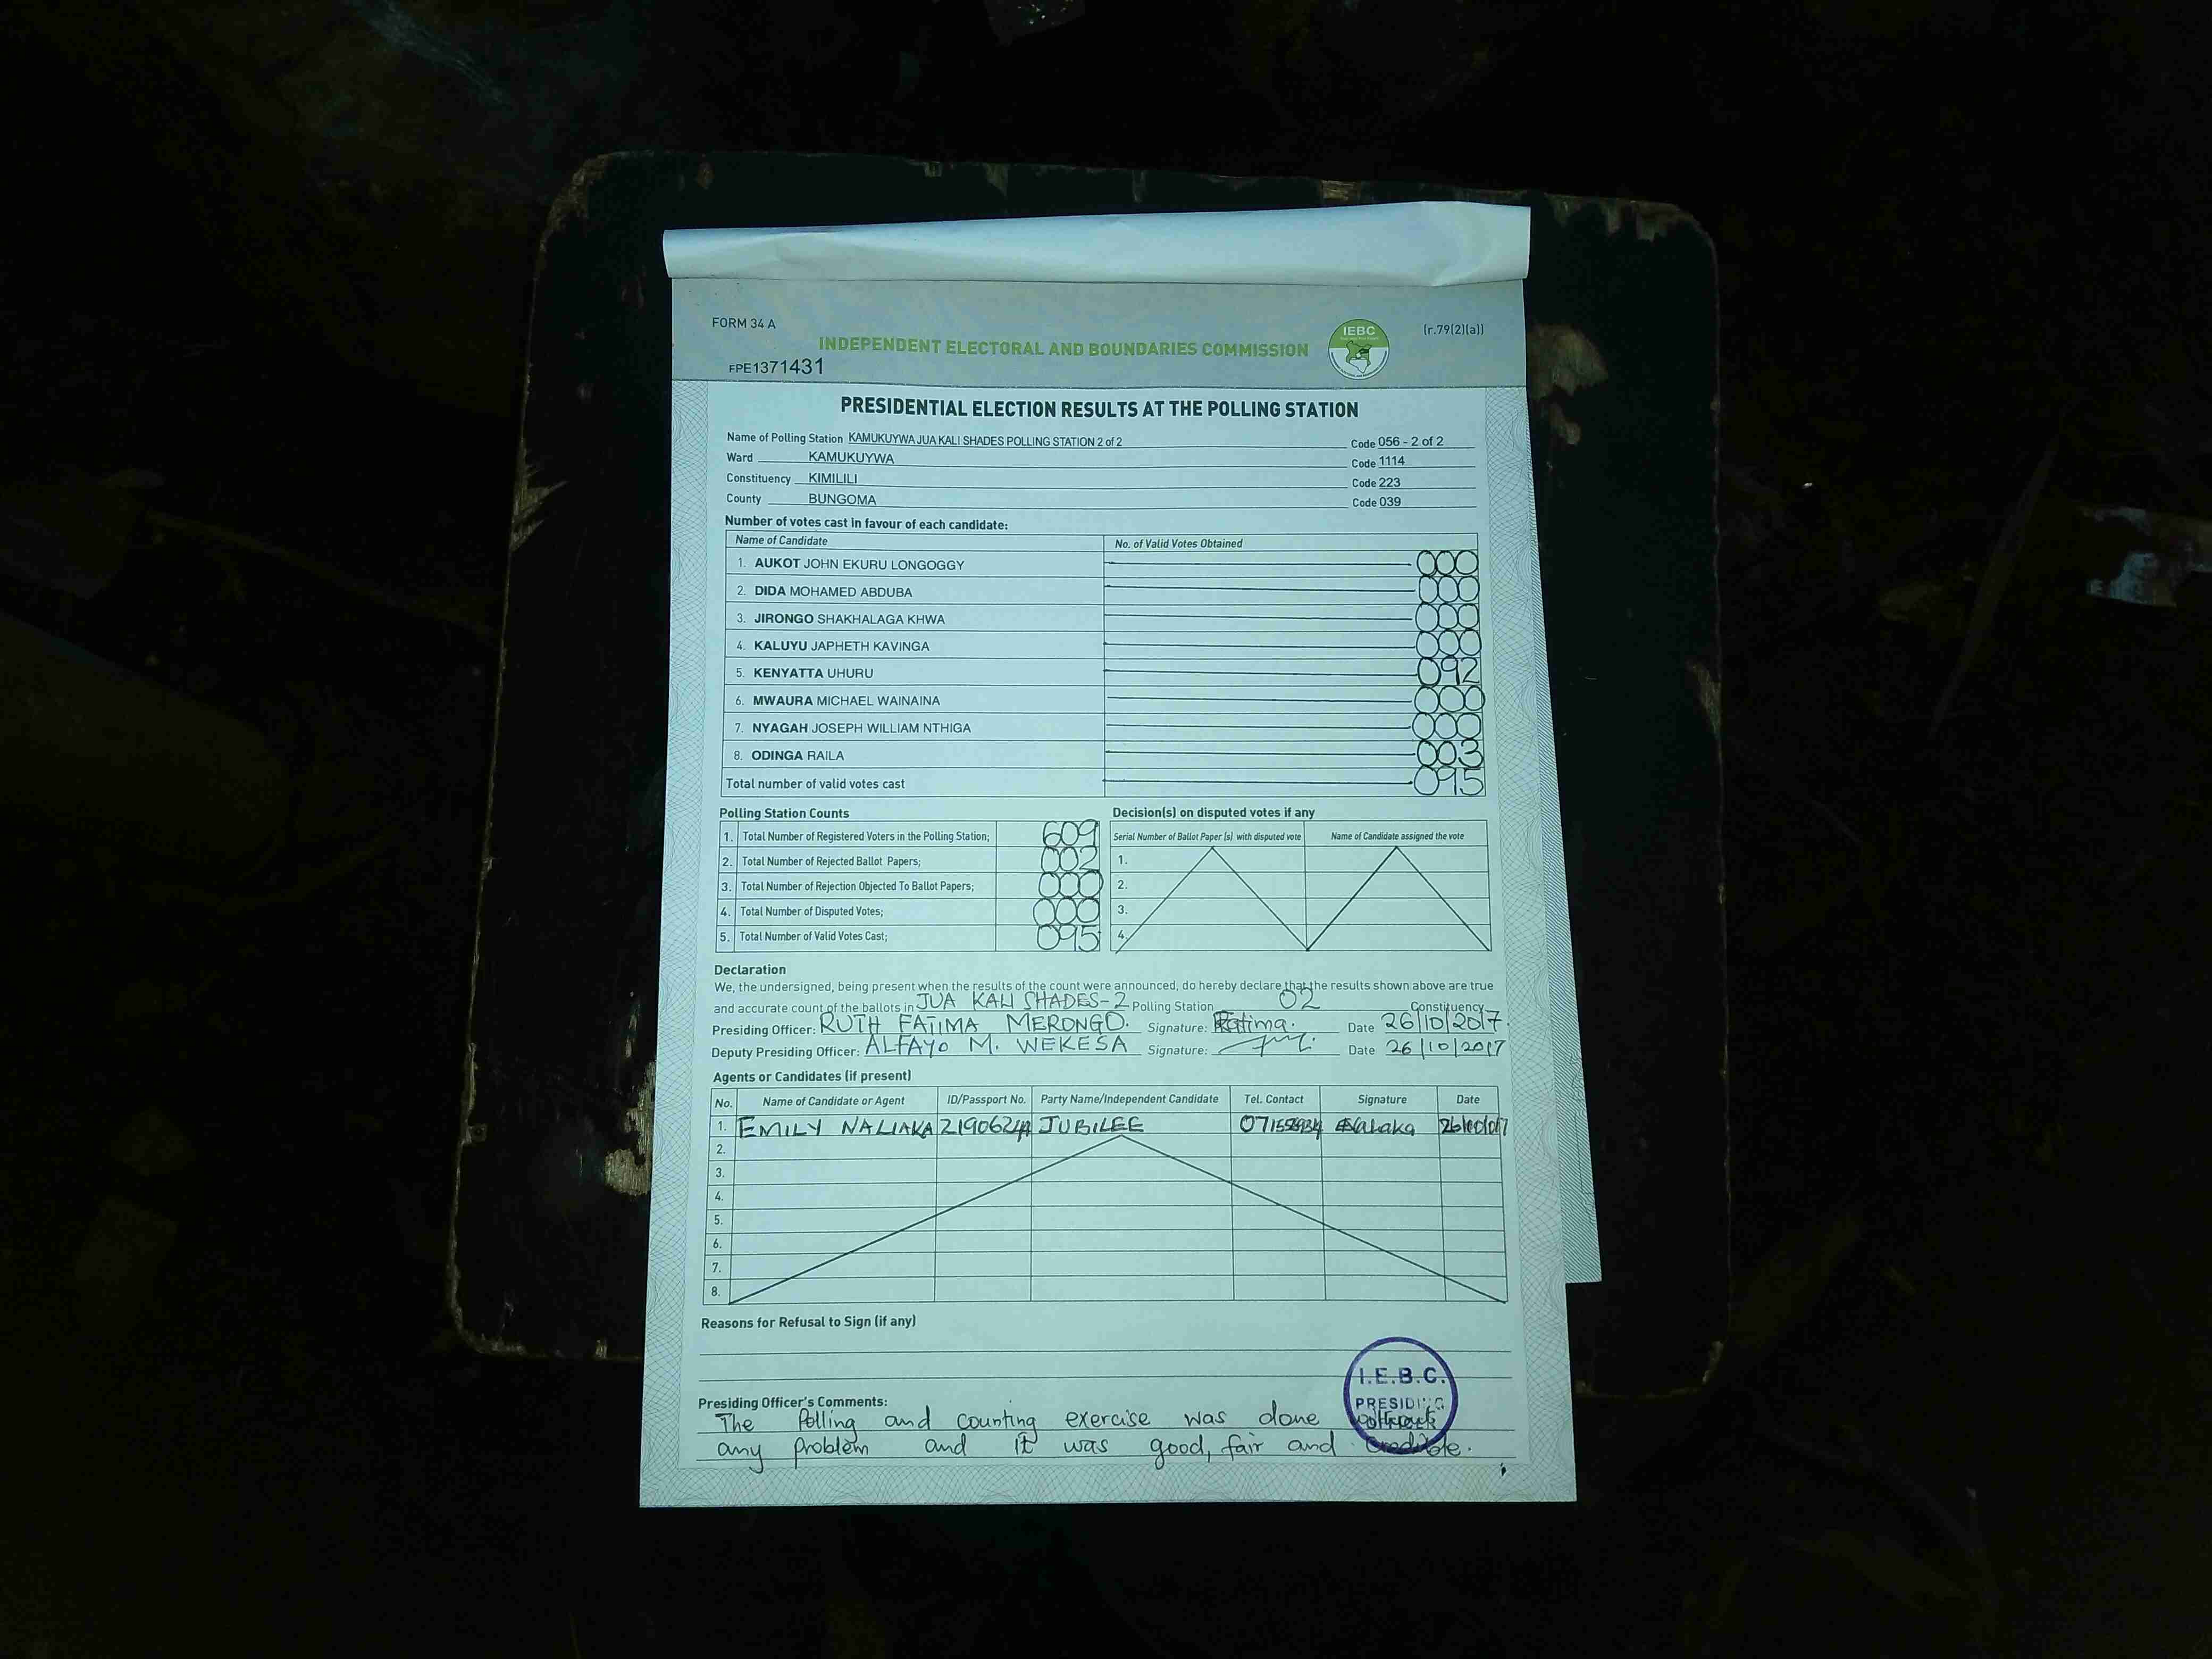 FORM 34 A
(r.79(2)(a))
IEBC
INDEPENDENT ELECTORAL AND BOUNDARIES COMMISSION
FPE1371431
PRESIDENTIAL ELECTION RESULTS AT THE POLLING STATION
Name of Polling Station KAMUKUYWA JUA KALI SHADES POLLING STATION 2 of 2 Code 056 - 2 of 2
Ward KAMUKUYWA Code 1114
Constituency KIMILILI Code 223
County BUNGOMA Code 039
Number of votes cast in favour of each candidate:
Name of Candidate No. of Valid Votes Obtained
1. AUKOT JOHN EKURU LONGOGGY 000
2. DIDA MOHAMED ABDUBA 000
3. JIRONGO SHAKHALAGA KHWA 000
4. KALUYU JAPHETH KAVINGA 000
5. KENYATTA UHURU 092
6. MWAURA MICHAEL WAINAINA 000
7. NYAGAH JOSEPH WILLIAM NTHIGA 000
8. ODINGA RAILA 003
Total number of valid votes cast 095
Polling Station Counts
1. Total Number of Registered Voters in the Polling Station; 609
2. Total Number of Rejected Ballot Papers; 002
3. Total Number of Rejection Objected To Ballot Papers; 000
4. Total Number of Disputed Votes; 000
5. Total Number of Valid Votes Cast; 095
Decision(s) on disputed votes if any
Serial Number of Ballot Paper (s) with disputed vote Name of Candidate assigned the vote
1.
2.
3.
4.
Declaration
We, the undersigned, being present when the results of the count were announced, do hereby declare that the results shown above are true
and accurate count of the ballots in JUA KALI SHADES-2 Polling Station 02 Constituency
Presiding Officer: RUTH FATIMA MERONGO. Signature: Fatima. Date 26/10/2017.
Deputy Presiding Officer: ALFAYO M. WEKESA Signature: Date 26/10/2017
Agents or Candidates (if present)
No. Name of Candidate or Agent ID/Passport No. Party Name/Independent Candidate Tel. Contact Signature Date
1. EMILY NALIAKA JUBILEE
2.
3.
4.
5.
6.
7.
8.
Reasons for Refusal to Sign (if any)
I.E.B.C.
PRESIDING
OFFICER
Presiding Officer's Comments:
The Polling and counting exercise was done without
any problem and it was good, fair and credible.